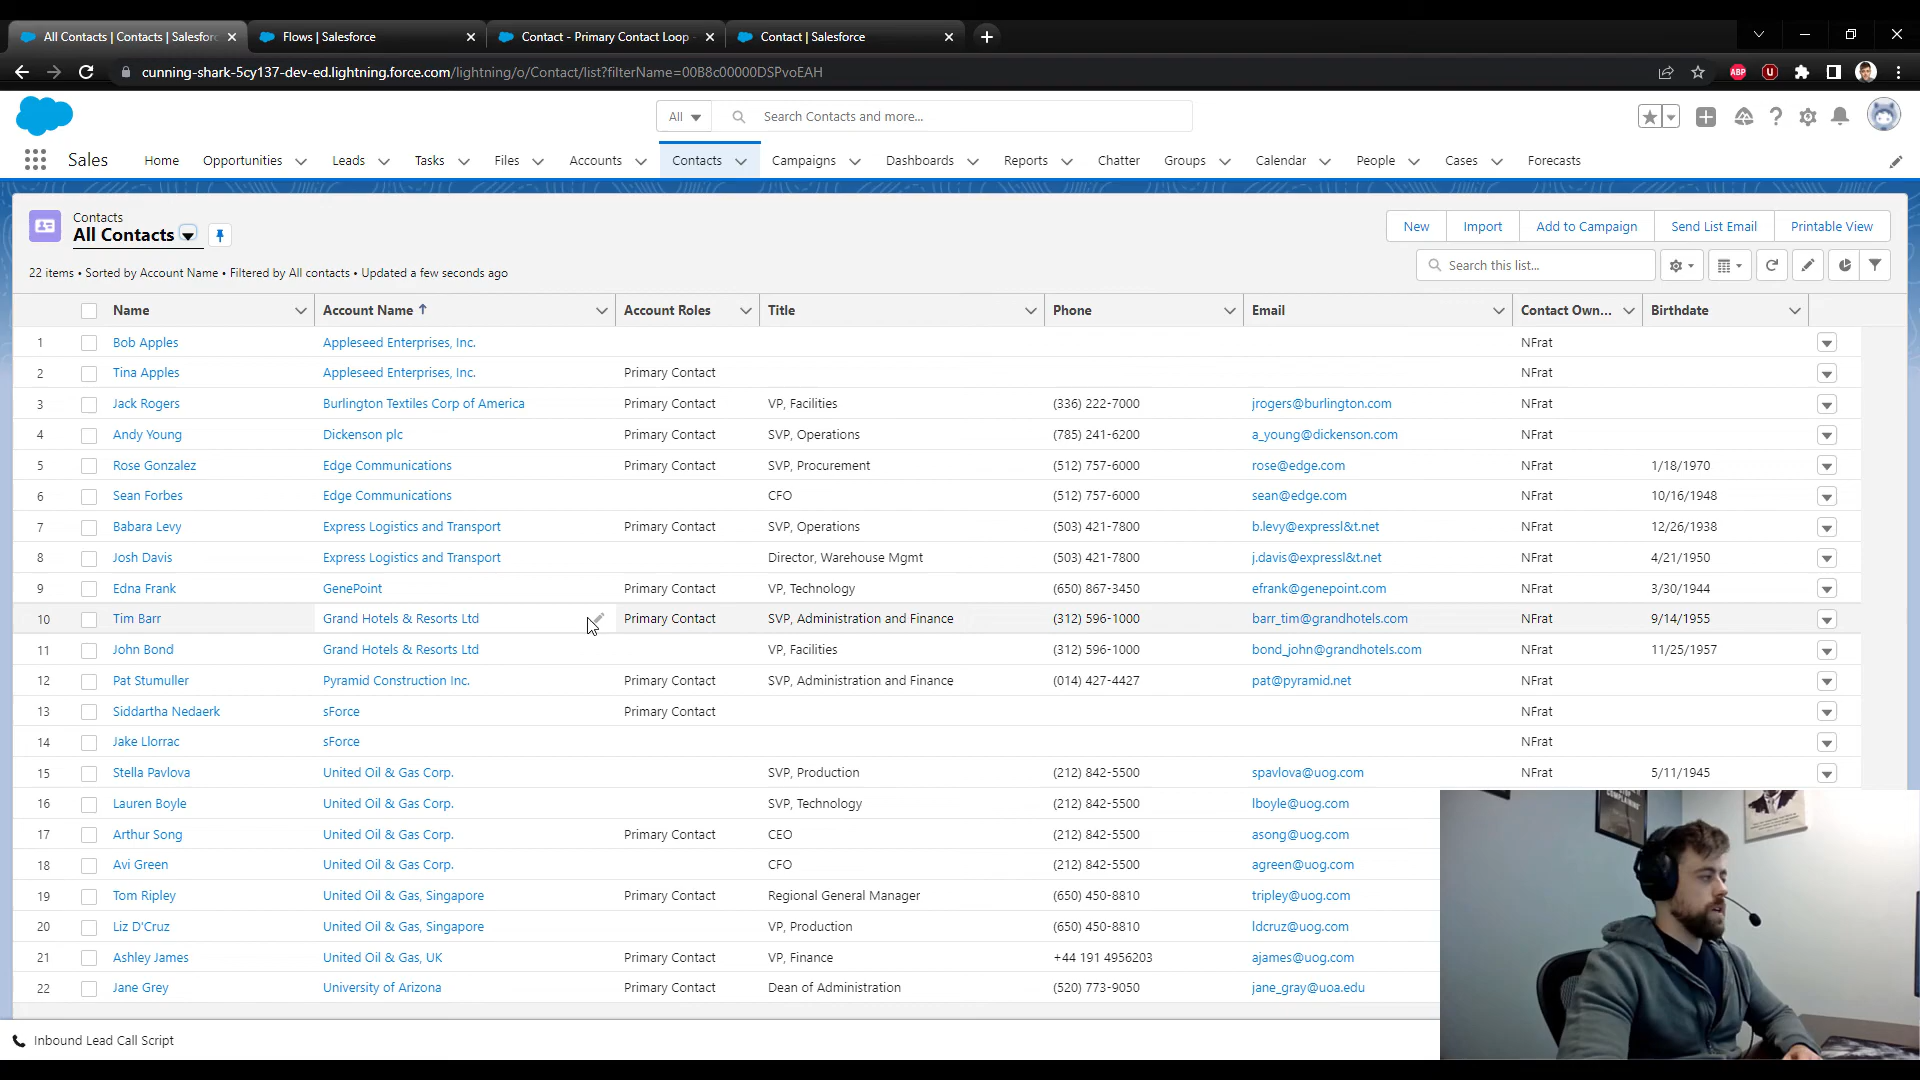 All Contacts | Contacts | Salesforc
Flows | Salesforce
Contact - Primary Contact Loop -
Contact | Salesforce
cunning-shark-5cy137-dev-ed.lightning.force.com/lightning/o/Contact/list?filterName=00B8c00000DSPvoEAH
ABP
All Search Contacts and more...
Sales Home Opportunities Leads Tasks Files Accounts Contacts Campaigns Dashboards Reports Chatter Groups Calendar People Cases Forecasts
Contacts
All Contacts
New Import Add to Campaign Send List Email Printable View
22 items • Sorted by Account Name • Filtered by All contacts • Updated a few seconds ago
Search this list...
Name Account Name ↑ Account Roles Title Phone Email Contact Own... Birthdate
1 Bob Apples Appleseed Enterprises, Inc. NFrat
2 Tina Apples Appleseed Enterprises, Inc. Primary Contact NFrat
3 Jack Rogers Burlington Textiles Corp of America Primary Contact VP, Facilities (336) 222-7000 jrogers@burlington.com NFrat
4 Andy Young Dickenson plc Primary Contact SVP, Operations (785) 241-6200 a_young@dickenson.com NFrat
5 Rose Gonzalez Edge Communications Primary Contact SVP, Procurement (512) 757-6000 rose@edge.com NFrat 1/18/1970
6 Sean Forbes Edge Communications CFO (512) 757-6000 sean@edge.com NFrat 10/16/1948
7 Babara Levy Express Logistics and Transport Primary Contact SVP, Operations (503) 421-7800 b.levy@expressl&t.net NFrat 12/26/1938
8 Josh Davis Express Logistics and Transport Director, Warehouse Mgmt (503) 421-7800 j.davis@expressl&t.net NFrat 4/21/1950
9 Edna Frank GenePoint Primary Contact VP, Technology (650) 867-3450 efrank@genepoint.com NFrat 3/30/1944
10 Tim Barr Grand Hotels & Resorts Ltd Primary Contact SVP, Administration and Finance (312) 596-1000 barr_tim@grandhotels.com NFrat 9/14/1955
11 John Bond Grand Hotels & Resorts Ltd VP, Facilities (312) 596-1000 bond_john@grandhotels.com NFrat 11/25/1957
12 Pat Stumuller Pyramid Construction Inc. Primary Contact SVP, Administration and Finance (014) 427-4427 pat@pyramid.net NFrat
13 Siddartha Nedaerk sForce Primary Contact NFrat
14 Jake Llorrac sForce NFrat
15 Stella Pavlova United Oil & Gas Corp. SVP, Production (212) 842-5500 spavlova@uog.com NFrat 5/11/1945
16 Lauren Boyle United Oil & Gas Corp. SVP, Technology (212) 842-5500 lboyle@uog.com
17 Arthur Song United Oil & Gas Corp. Primary Contact CEO (212) 842-5500 asong@uog.com
18 Avi Green United Oil & Gas Corp. CFO (212) 842-5500 agreen@uog.com
19 Tom Ripley United Oil & Gas, Singapore Primary Contact Regional General Manager (650) 450-8810 tripley@uog.com
20 Liz D'Cruz United Oil & Gas, Singapore VP, Production (650) 450-8810 ldcruz@uog.com
21 Ashley James United Oil & Gas, UK Primary Contact VP, Finance +44 191 4956203 ajames@uog.com
22 Jane Grey University of Arizona Primary Contact Dean of Administration (520) 773-9050 jane_gray@uoa.edu
Inbound Lead Call Script